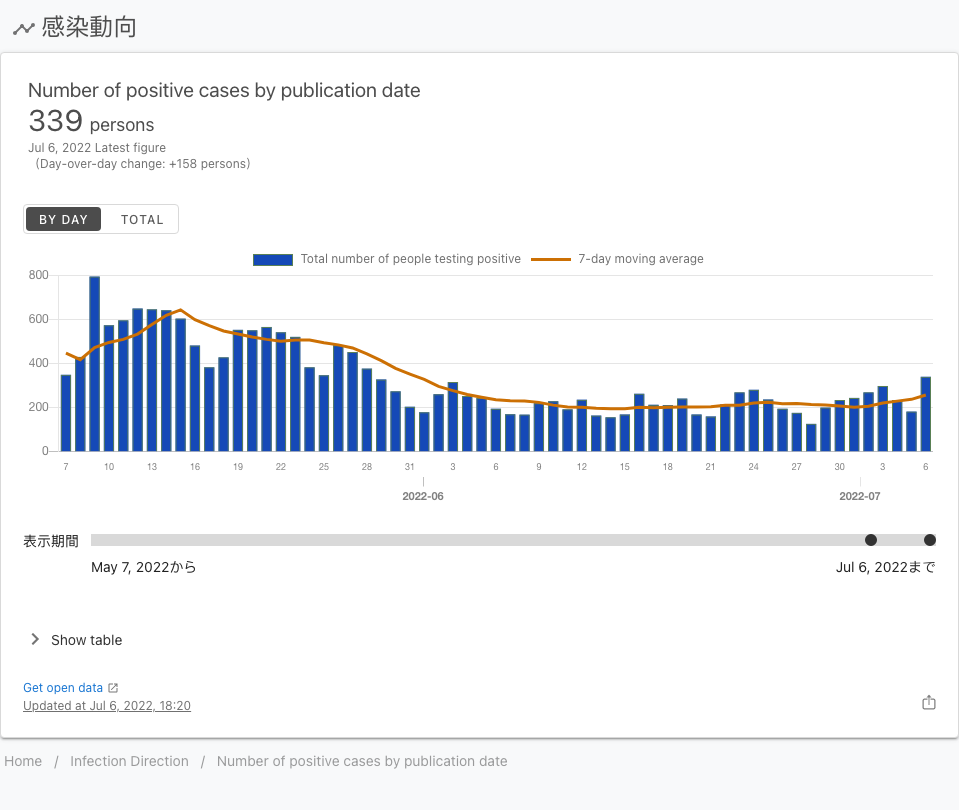 感染動向
Number of positive cases by publication date
339 persons
Jul 6, 2022 Latest figure
(Day-over-day change: +158 persons)
BY DAY TOTAL
Total number of people testing positive 7-day moving average
800
600
400
200
0
7 10 13 16 19 22 25 28 31 3 6 9 12 15 18 21 24 27 30 3 6
2022-06 2022-07
表示期間
May 7, 2022から Jul 6, 2022まで
Show table
Get open data
Updated at Jul 6, 2022, 18:20
Home / Infection Direction / Number of positive cases by publication date